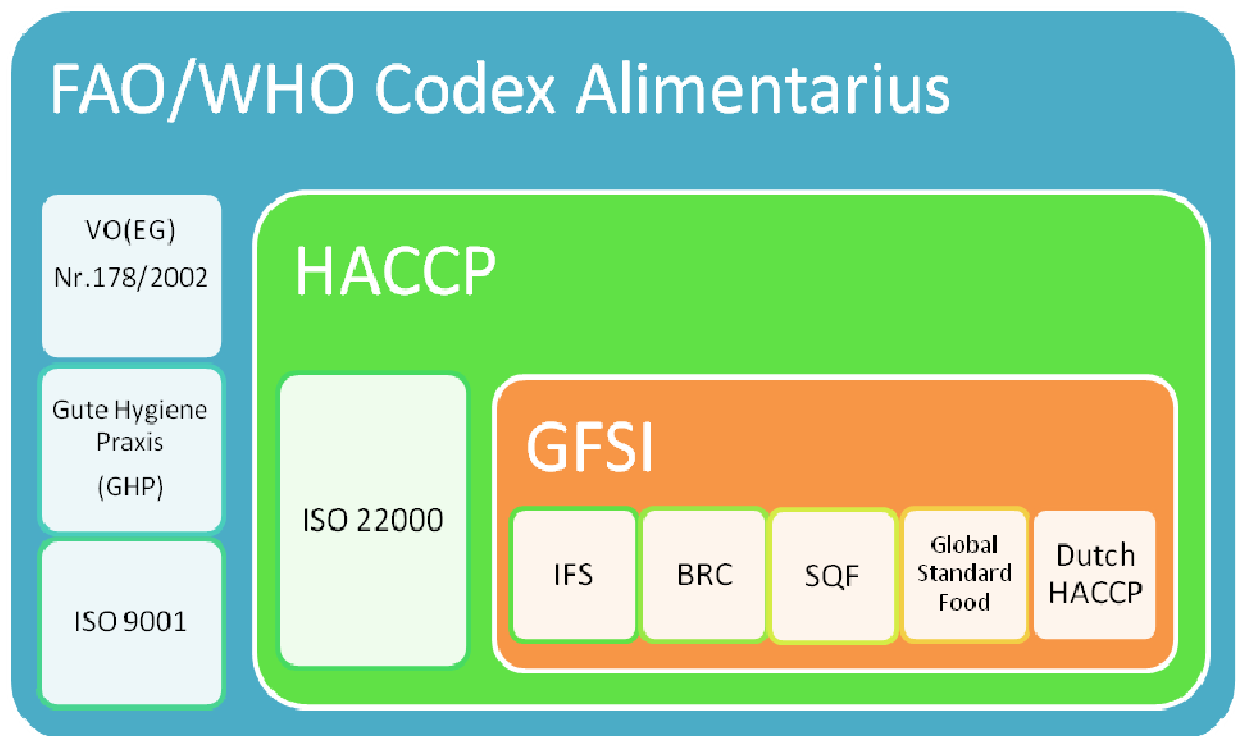 FAO/WHO Codex Alimentarius
VO(EG)
Nr.178/2002
Gute Hygiene
Praxis
(GHP)
ISO 9001
HACCP
ISO 22000
GFSI
IFS
BRC
SQF
Global
Standard
Food
Dutch
HACCP